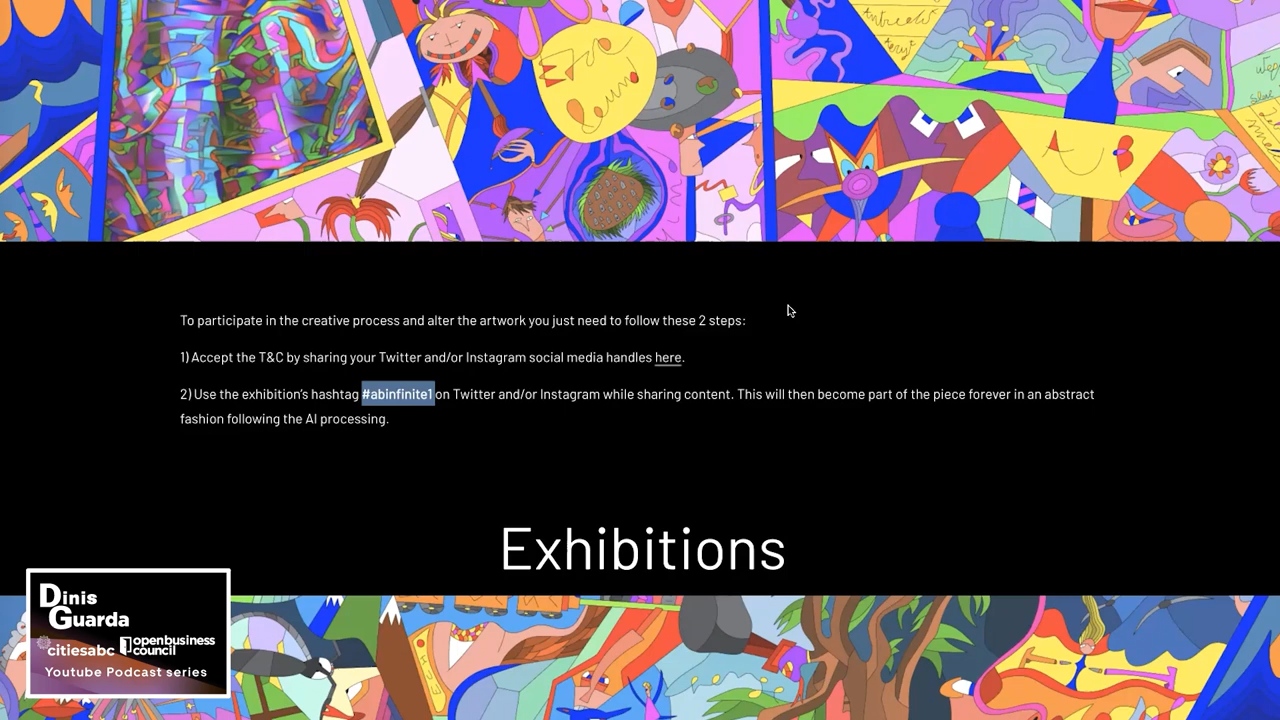 To participate in the creative process and alter the artwork you just need to follow these 2 steps:
1) Accept the T&C by sharing your Twitter and/or Instagram social media handles here.
2) Use the exhibition's hashtag #abinfinite1 on Twitter and/or Instagram while sharing content. This will then become part of the piece forever in an abstract
fashion following the AI processing.
Exhibitions
Dinis
Guarda
citiesabc
openbusiness
council
Youtube Podcast series